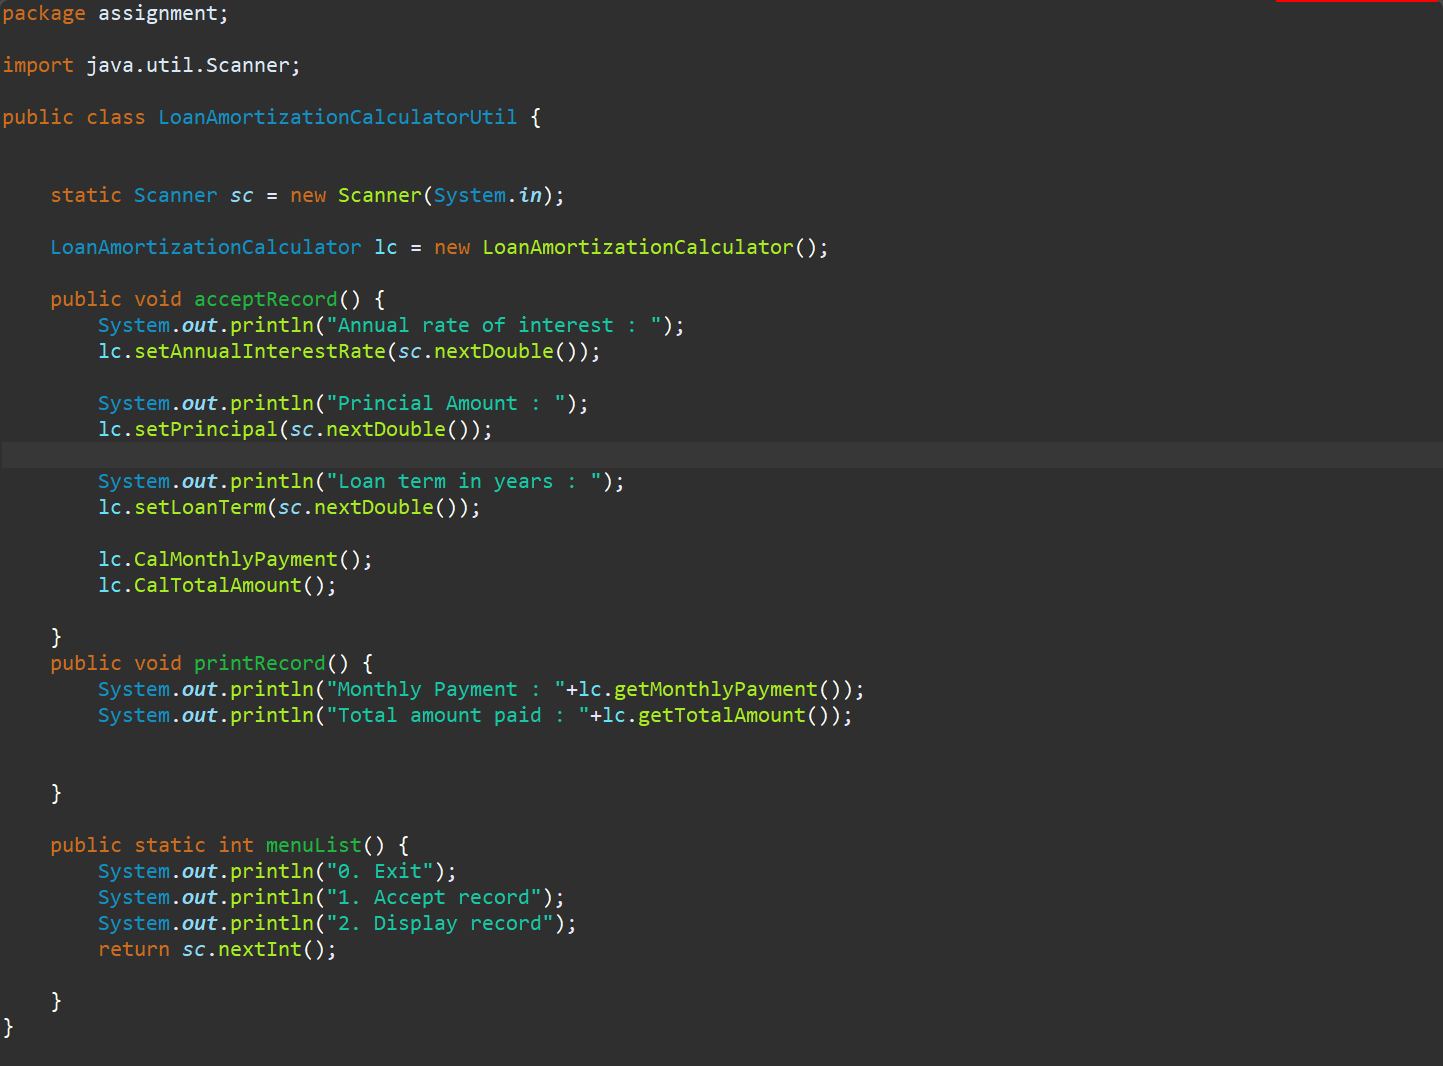 package assignment;
import java.util.Scanner;
public class LoanAmortizationCalculatorUtil {
static Scanner sc = new Scanner(System.in);
LoanAmortizationCalculator lc = new LoanAmortizationCalculator();
public void acceptRecord() {
System.out.println("Annual rate of interest : ");
lc.setAnnualInterestRate(sc.nextDouble());
System.out.println("Princial Amount : ");
lc.setPrincipal(sc.nextDouble());
System.out.println("Loan term in years : ");
lc.setLoanTerm(sc.nextDouble());
lc.CalMonthlyPayment();
lc.CalTotalAmount();
}
public void printRecord() {
System.out.println("Monthly Payment : "+lc.getMonthlyPayment());
System.out.println("Total amount paid : "+lc.getTotalAmount());
}
public static int menuList() {
System.out.println("0. Exit");
System.out.println("1. Accept record");
System.out.println("2. Display record");
return sc.nextInt();
}
}